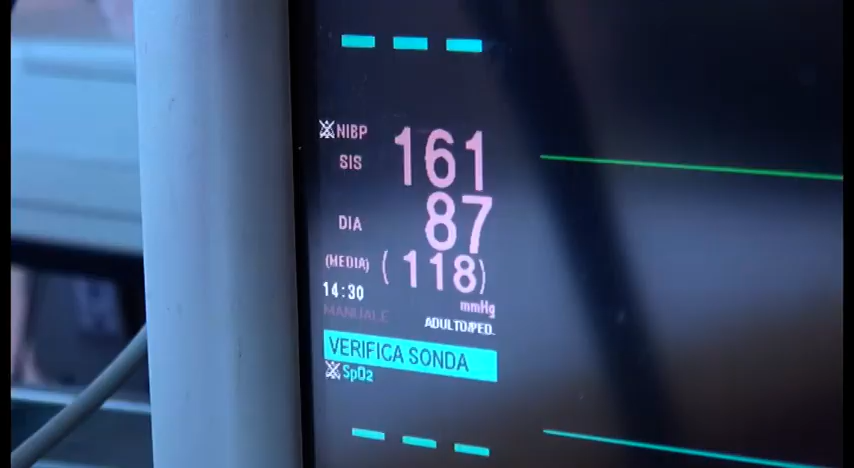 NIBP
SIS 161
DIA 87
(MEDIA) (118)
14:30 mmHg
MANUALE ADULTO/PED.
VERIFICA SONDA
SpO2